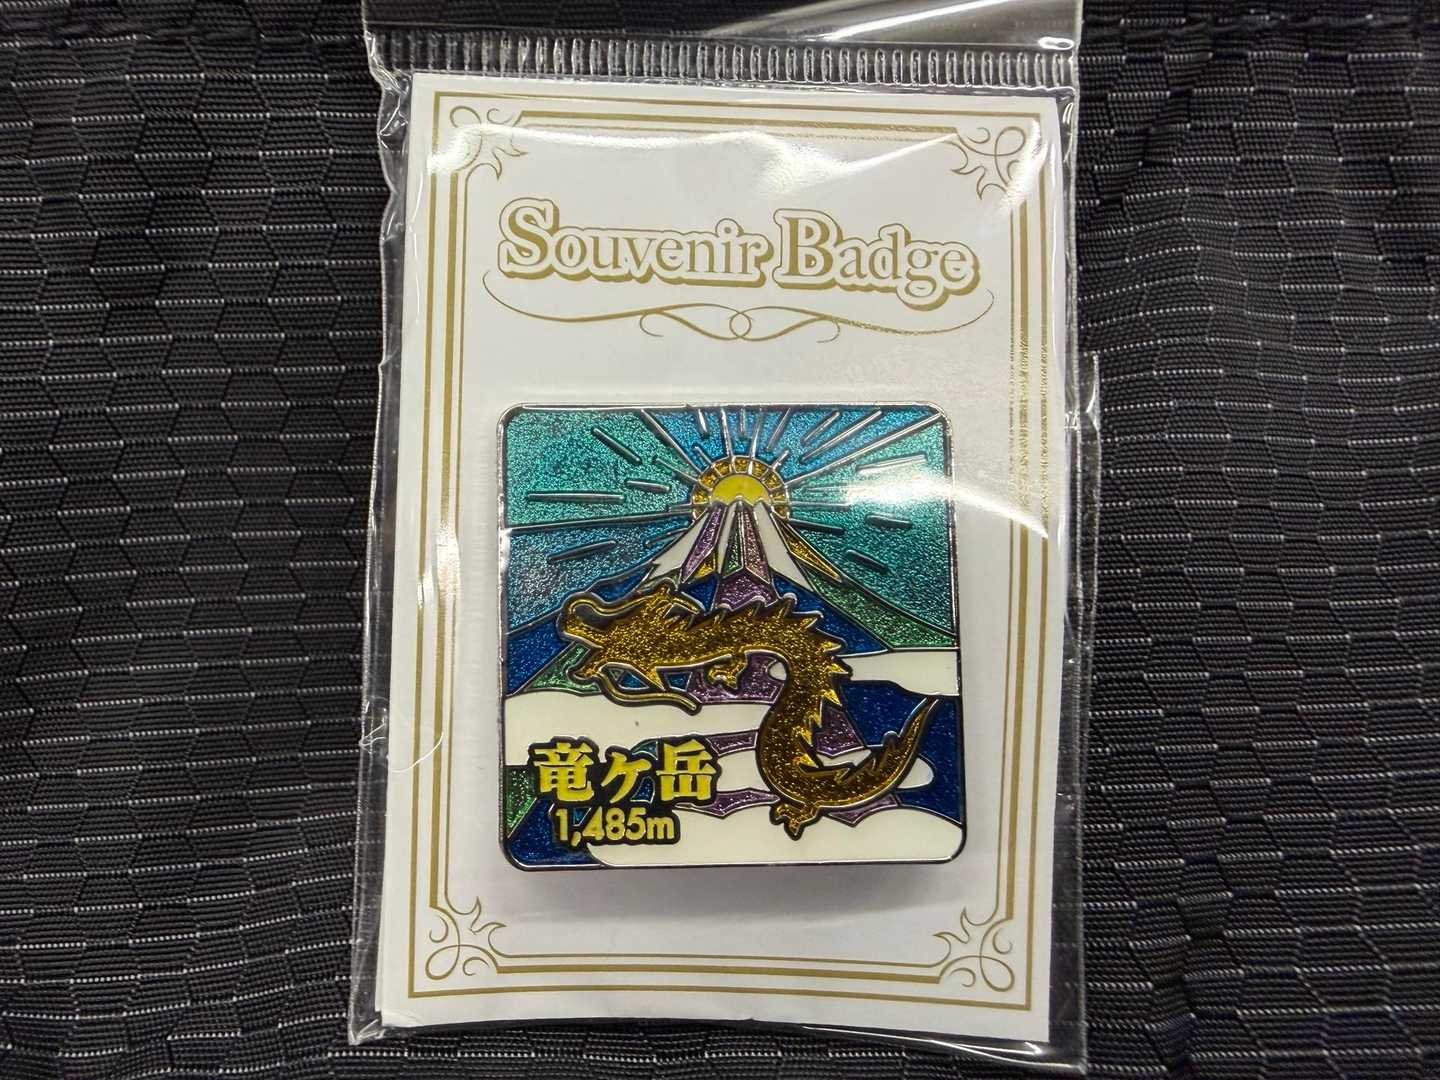 Souvenir Badge
竜ヶ岳
1,485m